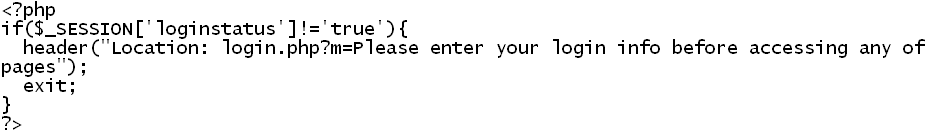 <?php
if($_SESSION['loginstatus']!='true'){
  header("Location: login.php?m=Please enter your login info before accessing any of
pages");
  exit;
}
?>